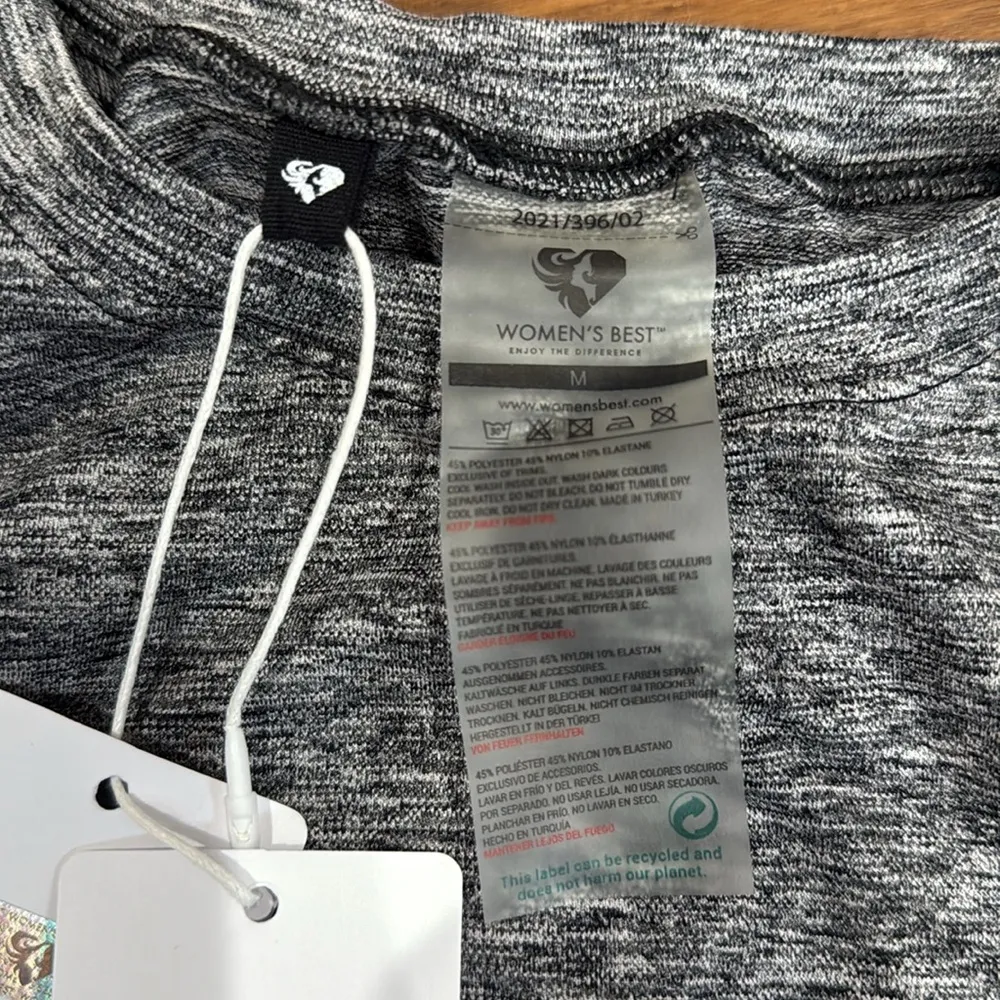 2021/396/02
WOMEN'S BEST™
ENJOY THE DIFFERENCE
M
www.womensbest.com
30°
45% POLYESTER 45% NYLON 10% ELASTANE
EXCLUSIVE OF TRIMS.
COOL WASH INSIDE OUT. WASH DARK COLOURS
SEPARATELY. DO NOT BLEACH. DO NOT TUMBLE DRY.
COOL IRON. DO NOT DRY CLEAN. MADE IN TURKEY
KEEP AWAY FROM FIRE
45% POLYESTER 45% NYLON 10% ÉLASTHANNE
EXCLUSIF DE GARNITURES.
LAVAGE À FROID EN MACHINE. LAVAGE DES COULEURS
SOMBRES SÉPARÉMENT. NE PAS BLANCHIR. NE PAS
UTILISER DE SÈCHE-LINGE. REPASSER À BASSE
TEMPÉRATURE. NE PAS NETTOYER À SEC.
FABRIQUÉ EN TURQUIE
GARDER ÉLOIGNÉ DU FEU
45% POLYESTER 45% NYLON 10% ELASTAN
AUSGENOMMEN ACCESSOIRES.
KALTWÄSCHE AUF LINKS. DUNKLE FARBEN SEPARAT
WASCHEN. NICHT BLEICHEN. NICHT IM TROCKNER
TROCKNEN. KALT BÜGELN. NICHT CHEMISCH REINIGEN
HERGESTELLT IN DER TÜRKEI
VON FEUER FERNHALTEN
45% POLIÉSTER 45% NYLON 10% ELASTANO
EXCLUSIVO DE ACCESORIOS.
LAVAR EN FRÍO Y DEL REVÉS. LAVAR COLORES OSCUROS
POR SEPARADO. NO USAR LEJÍA. NO USAR SECADORA.
PLANCHAR EN FRÍO. NO LAVAR EN SECO.
HECHO EN TURQUÍA
MANTENER LEJOS DEL FUEGO
This label can be recycled and
does not harm our planet.